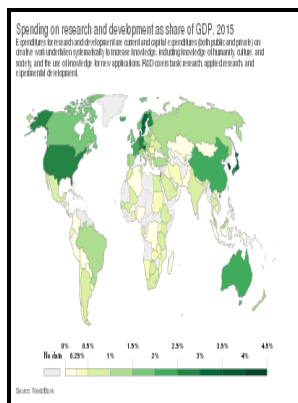 Spending on research and development as share of GDP, 2015
Expenditures for research and development are current and capital expenditures (both public and private) on
creative work undertaken systematically to increase knowledge, including knowledge of humanity, culture, and
society, and the use of knowledge for new applications. R&D covers basic research, applied research, and
experimental development.
No data
0% 0.25% 0.5% 1% 1.5% 2% 2.5% 3% 3.5% 4% 4.5%
Source: World Bank